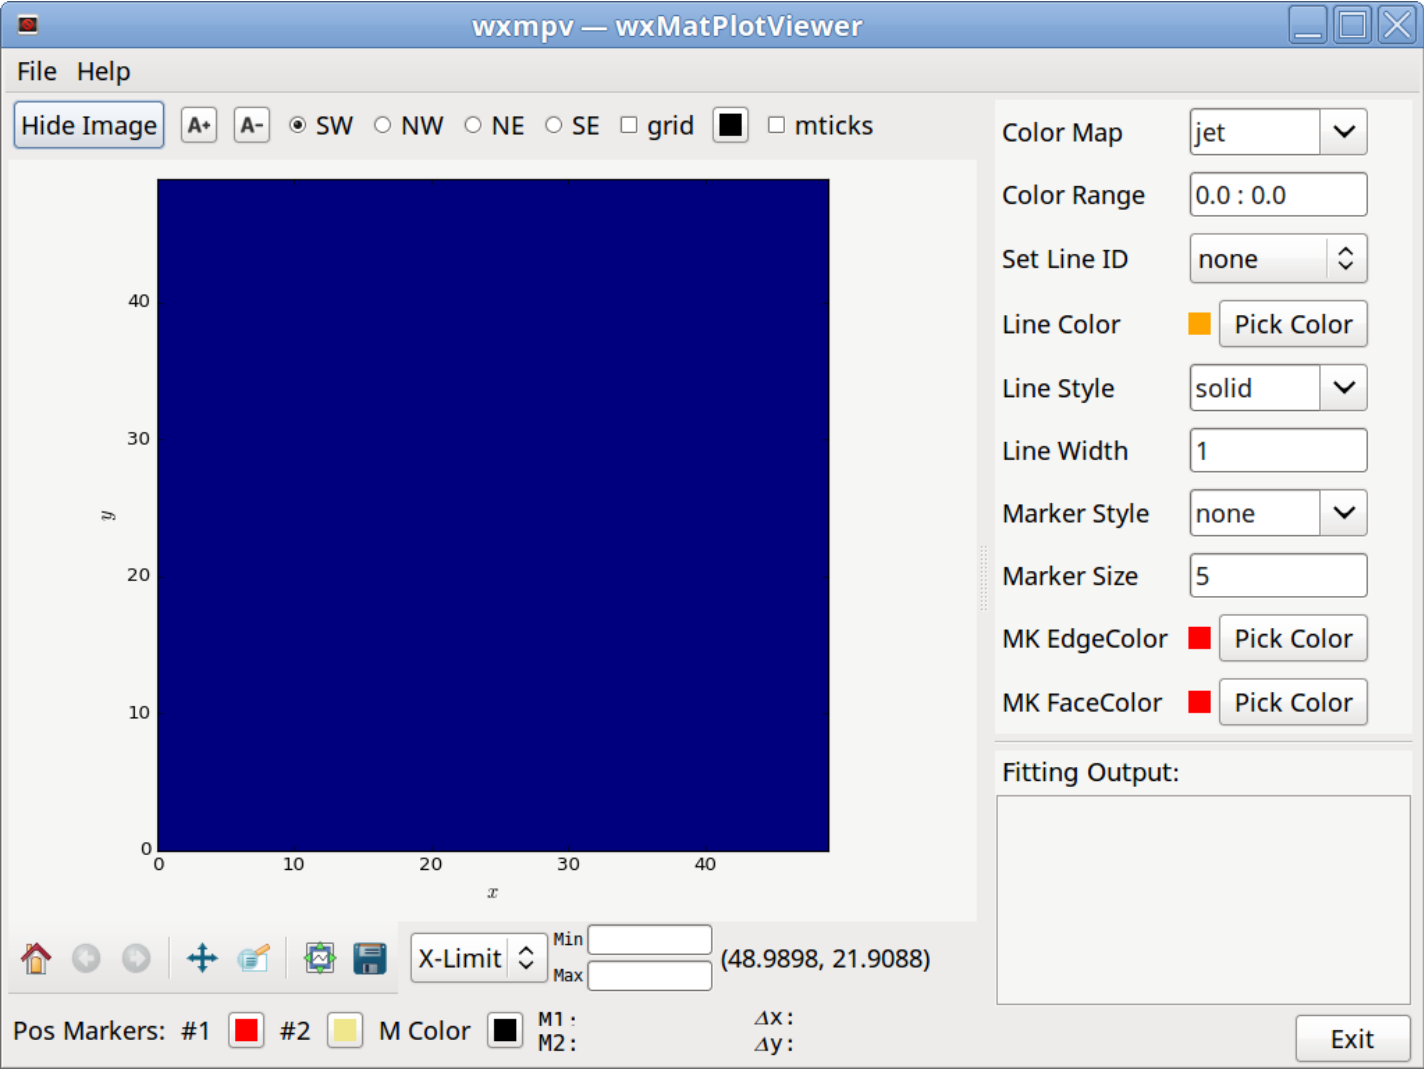 wxmpv — wxMatPlotViewer
File Help
Hide Image A+ A- SW NW NE SE grid mticks
Color Map jet
Color Range 0.0 : 0.0
Set Line ID none
Line Color Pick Color
Line Style solid
Line Width 1
Marker Style none
Marker Size 5
MK EdgeColor Pick Color
MK FaceColor Pick Color
Fitting Output:
40
30
y
20
10
0
0 10 20 30 40
x
X-Limit Min Max (48.9898, 21.9088)
Pos Markers: #1 #2 M Color M1: Δx:
M2: Δy:
Exit